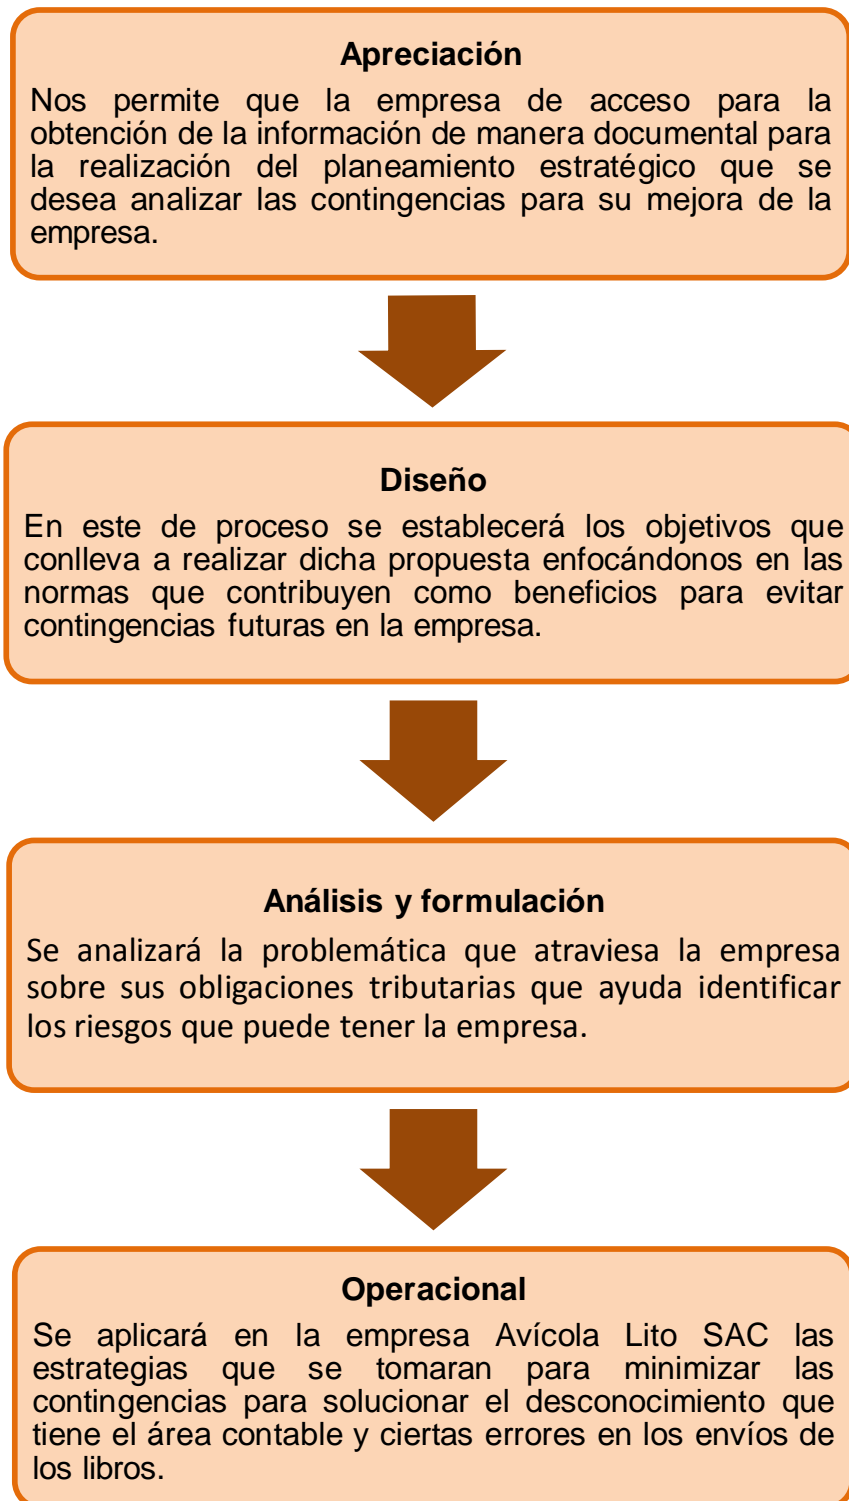 Apreciación
Nos permite que la empresa de acceso para la
obtención de la información de manera documental para
la realización del planeamiento estratégico que se
desea analizar las contingencias para su mejora de la
empresa.
Diseño
En este de proceso se establecerá los objetivos que
conlleva a realizar dicha propuesta enfocándonos en las
normas que contribuyen como beneficios para evitar
contingencias futuras en la empresa.
Análisis y formulación
Se analizará la problemática que atraviesa la empresa
sobre sus obligaciones tributarias que ayuda identificar
los riesgos que puede tener la empresa.
Operacional
Se aplicará en la empresa Avícola Lito SAC las
estrategias que se tomaran para minimizar las
contingencias para solucionar el desconocimiento que
tiene el área contable y ciertas errores en los envíos de
los libros.